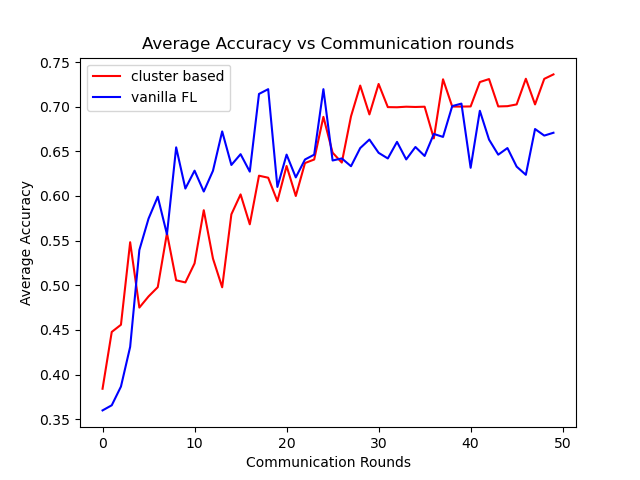 Average Accuracy vs Communication rounds
cluster based
vanilla FL
0.75
0.70
0.65
0.60
0.55
0.50
0.45
0.40
0.35
Average Accuracy
0 10 20 30 40 50
Communication Rounds